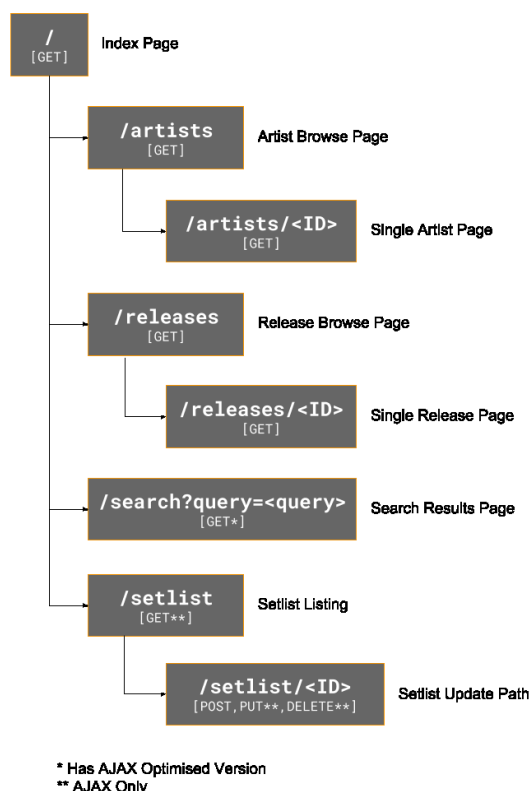 /
[GET]
Index Page
/artists
[GET]
Artist Browse Page
/artists/<ID>
[GET]
Single Artist Page
/releases
[GET]
Release Browse Page
/releases/<ID>
[GET]
Single Release Page
/search?query=<query>
[GET*]
Search Results Page
/setlist
[GET**]
Setlist Listing
/setlist/<ID>
[POST,PUT**,DELETE**]
Setlist Update Path
* Has AJAX Optimised Version
** AJAX Only